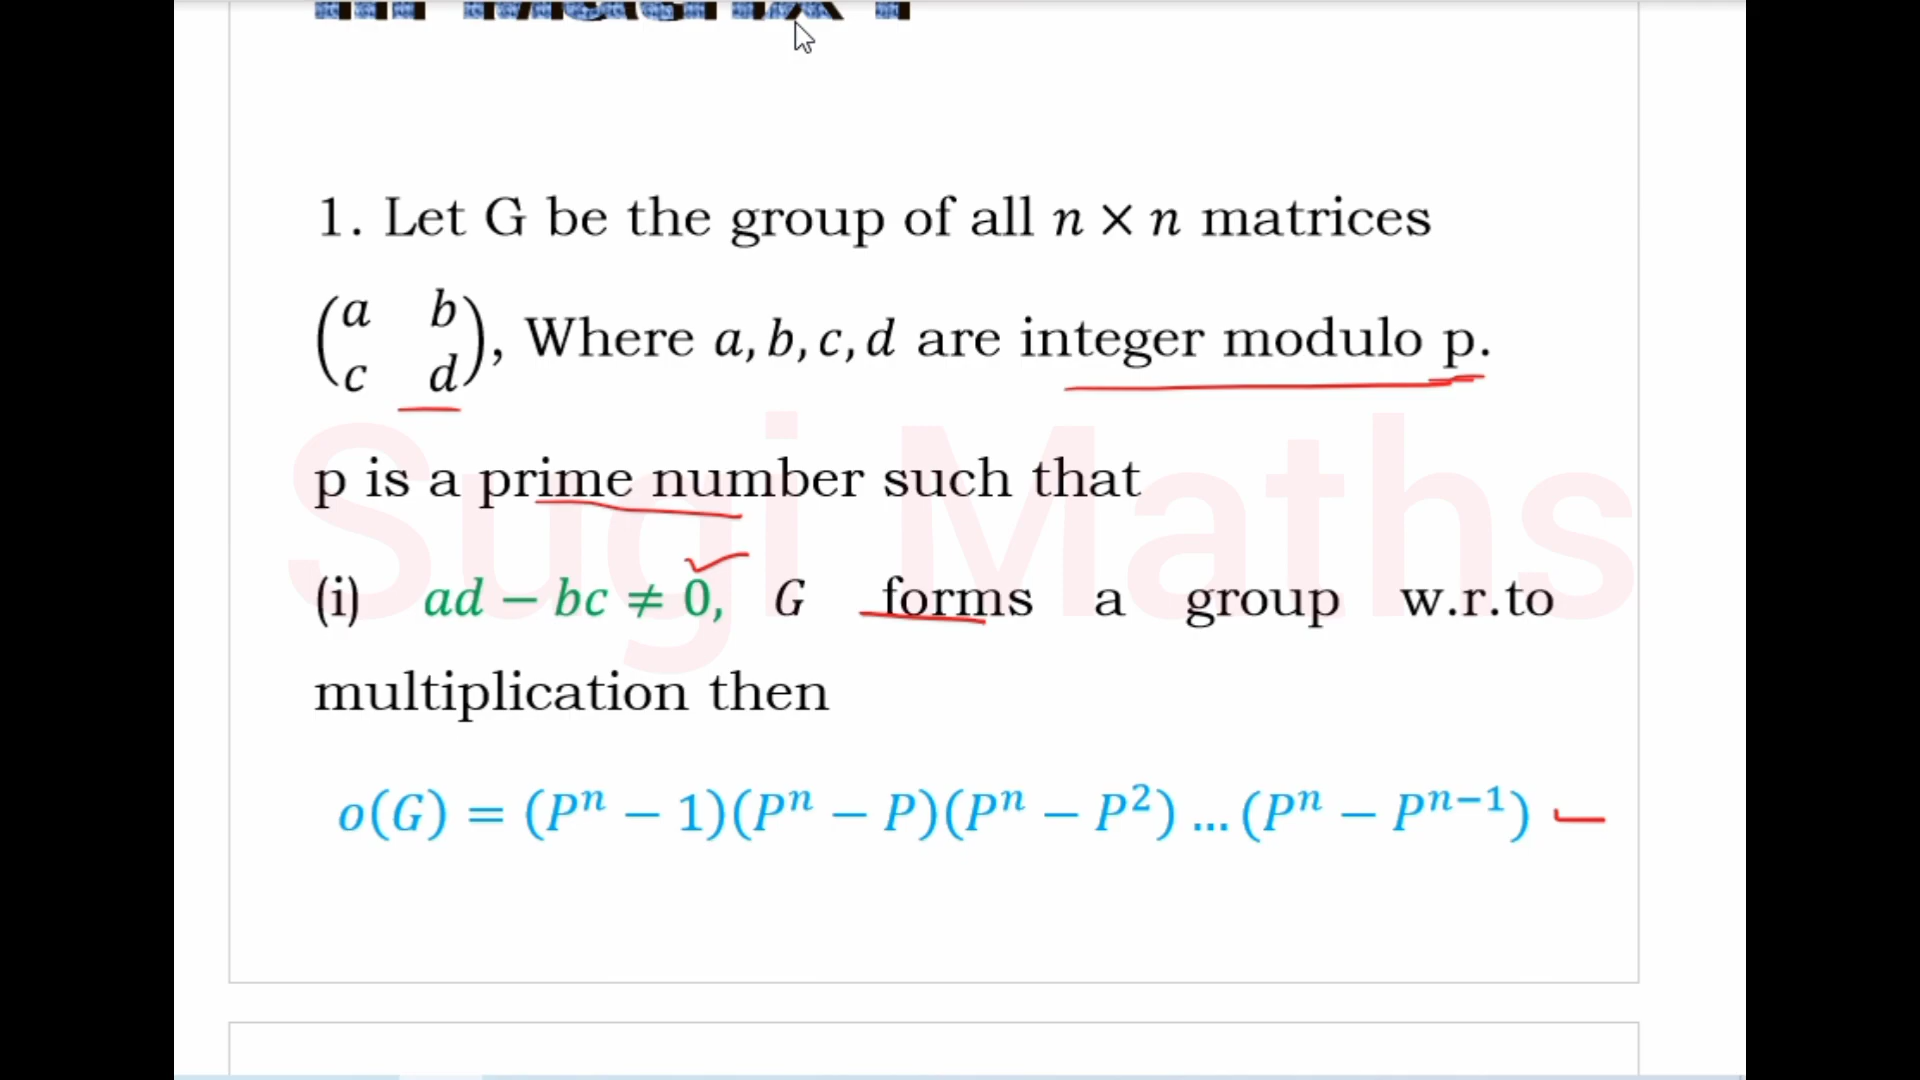 1. Let G be the group of all n × n matrices
(a b
c d), Where a, b, c, d are integer modulo p.
p is a prime number such that
(i) ad − bc ≠ 0, G forms a group w.r.to
multiplication then
o(G) = (Pⁿ − 1)(Pⁿ − P)(Pⁿ − P²) ... (Pⁿ − Pⁿ⁻¹)
Sugi Maths